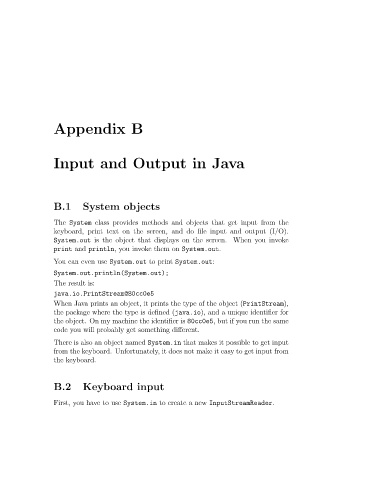 Appendix B
Input and Output in Java
B.1 System objects
The System class provides methods and objects that get input from the
keyboard, print text on the screen, and do file input and output (I/O).
System.out is the object that displays on the screen. When you invoke
print and println, you invoke them on System.out.
You can even use System.out to print System.out:
System.out.println(System.out);
The result is:
java.io.PrintStream@80cc0e5
When Java prints an object, it prints the type of the object (PrintStream),
the package where the type is defined (java.io), and a unique identifier for
the object. On my machine the identifier is 80cc0e5, but if you run the same
code you will probably get something different.
There is also an object named System.in that makes it possible to get input
from the keyboard. Unfortunately, it does not make it easy to get input from
the keyboard.
B.2 Keyboard input
First, you have to use System.in to create a new InputStreamReader.